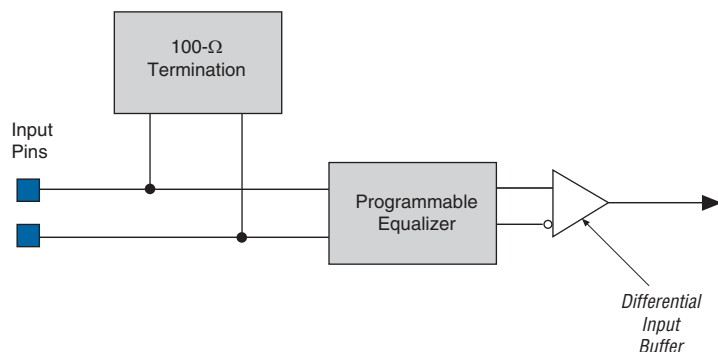 100-Ω
Termination
Input
Pins
Programmable
Equalizer
Differential
Input
Buffer